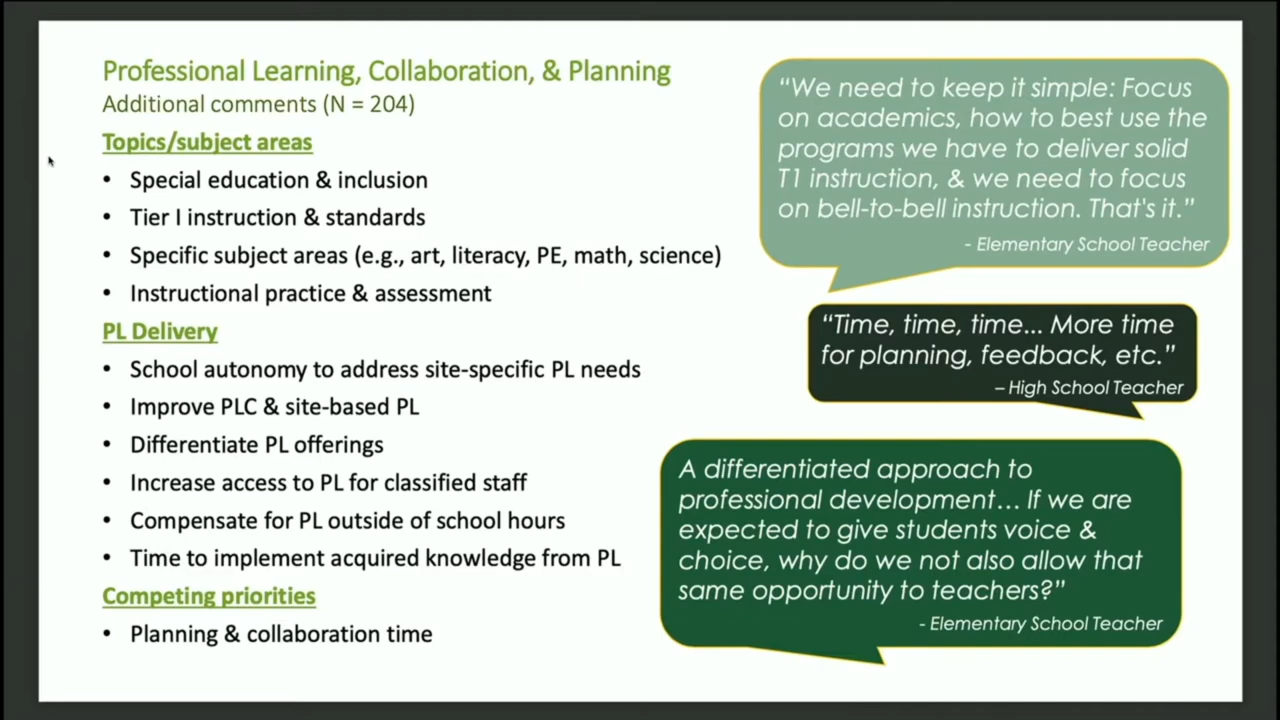 Professional Learning, Collaboration, & Planning
Additional comments (N = 204)
Topics/subject areas
• Special education & inclusion
• Tier I instruction & standards
• Specific subject areas (e.g., art, literacy, PE, math, science)
• Instructional practice & assessment
PL Delivery
• School autonomy to address site-specific PL needs
• Improve PLC & site-based PL
• Differentiate PL offerings
• Increase access to PL for classified staff
• Compensate for PL outside of school hours
• Time to implement acquired knowledge from PL
Competing priorities
• Planning & collaboration time
“We need to keep it simple: Focus
on academics, how to best use the
programs we have to deliver solid
T1 instruction, & we need to focus
on bell-to-bell instruction. That's it.”
- Elementary School Teacher
“Time, time, time... More time
for planning, feedback, etc.”
– High School Teacher
A differentiated approach to
professional development... If we are
expected to give students voice &
choice, why do we not also allow that
same opportunity to teachers?”
- Elementary School Teacher